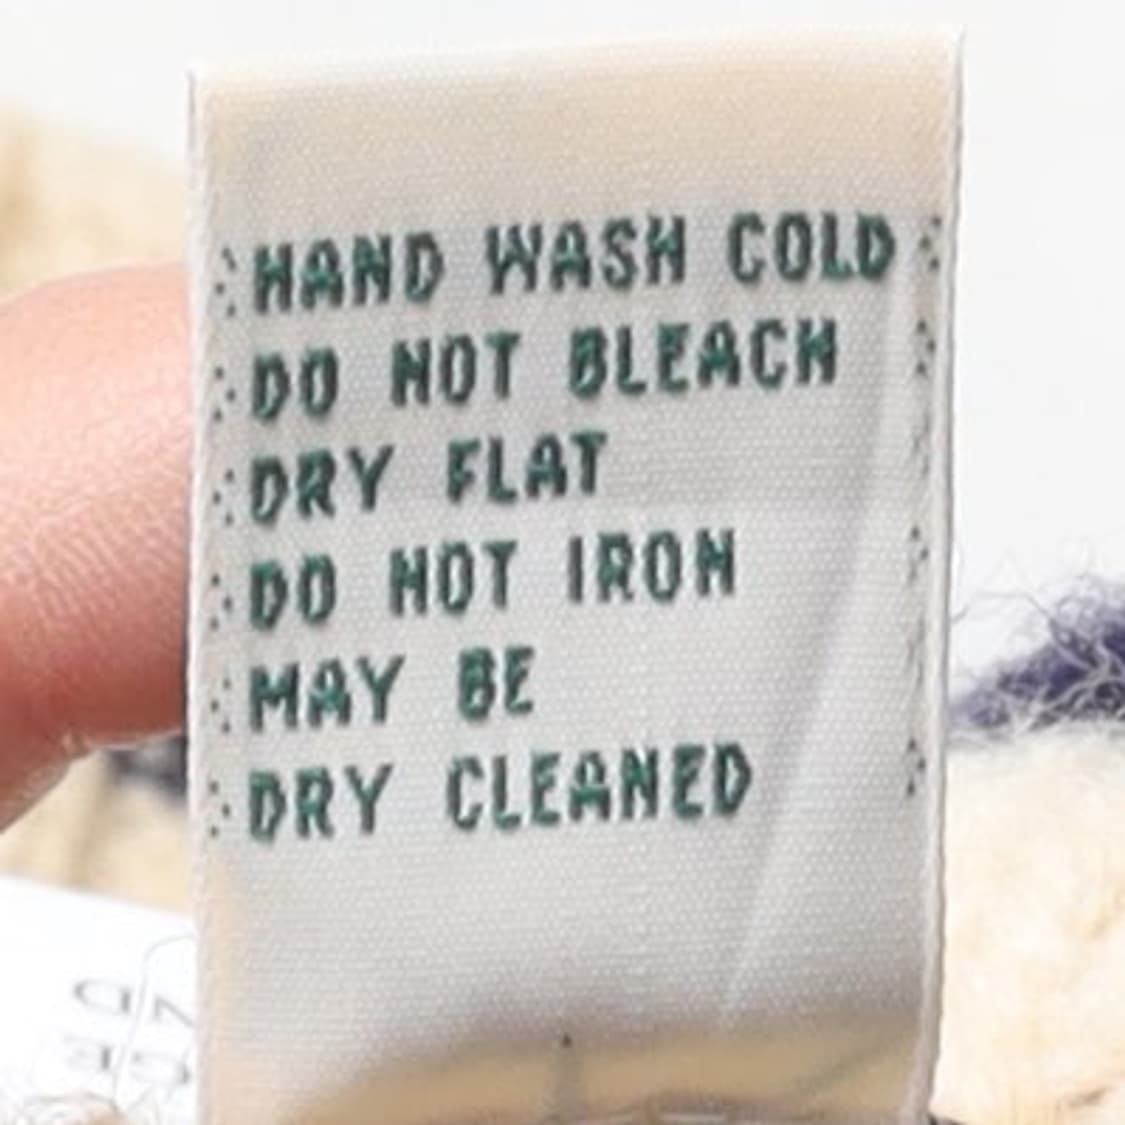 HAND WASH COLD
DO NOT BLEACH
DRY FLAT
DO NOT IRON
MAY BE
DRY CLEANED